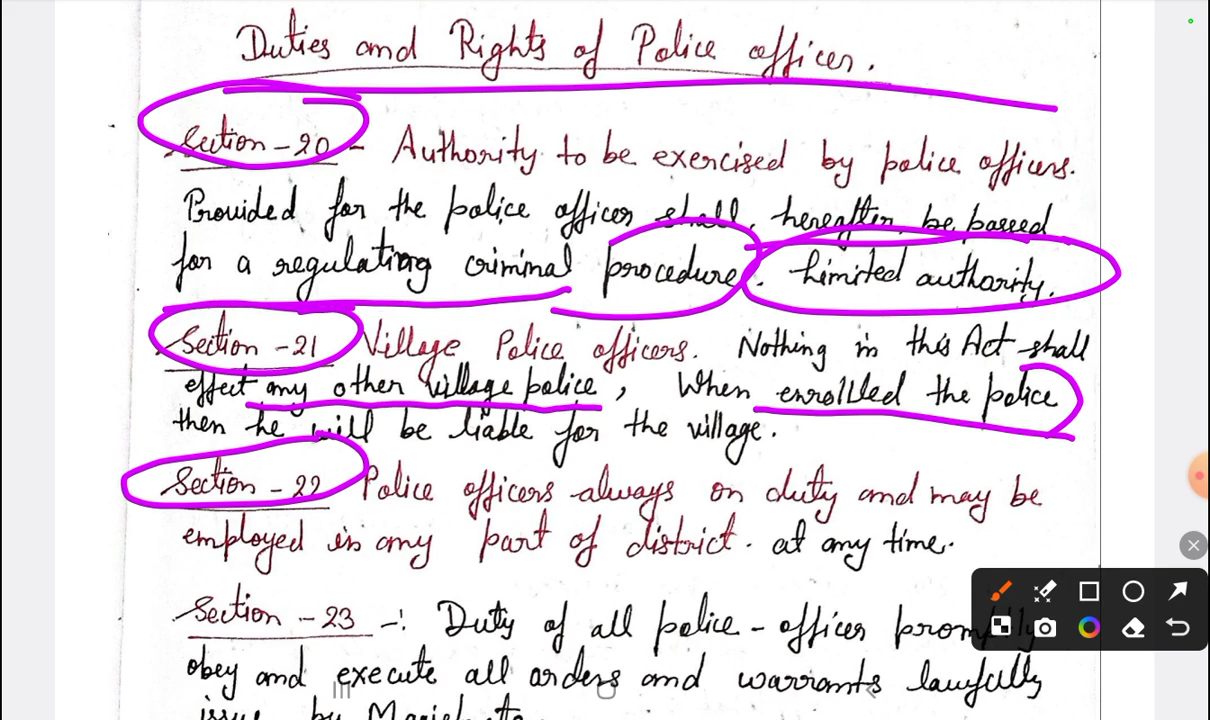 Duties and Rights of Police officer.
Section - 20 - Authority to be exercised by police officers.
Provided for the police officer shall, hereafter, be passed
for a regulating criminal procedure. Limited authority.
Section - 21 Village Police officers. Nothing in this Act shall
effect any other village police, When enrollled the police
then he will be liable for the village.
Section - 22 Police officers always on duty and may be
employed in any part of district. at any time.
Section - 23 -: Duty of all police - officer promptly
obey and execute all orders and warrants lawfully
issue by